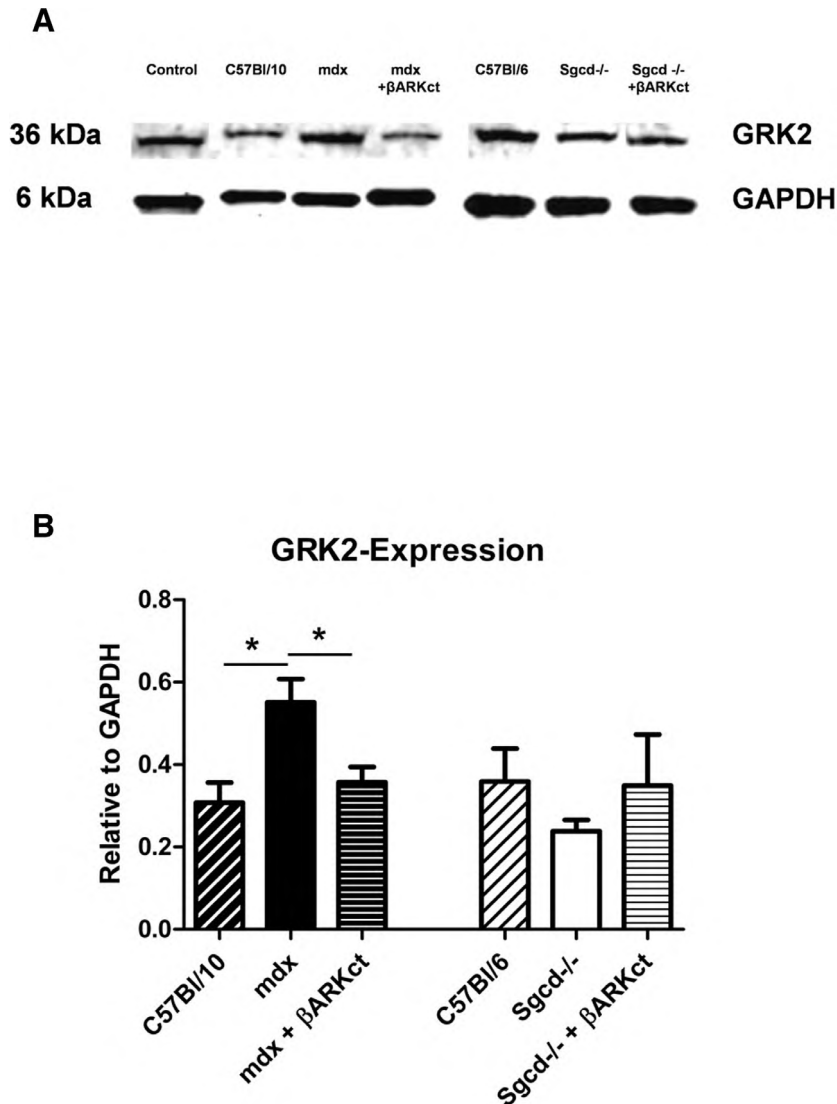 A
Control C57Bl/10 mdx mdx +βARKct C57Bl/6 Sgcd-/- Sgcd -/- +βARKct
36 kDa GRK2
6 kDa GAPDH
B
GRK2-Expression
Relative to GAPDH
0.8
0.6
0.4
0.2
0.0
* *
C57Bl/10 mdx mdx + βARKct C57Bl/6 Sgcd-/- Sgcd-/- + βARKct